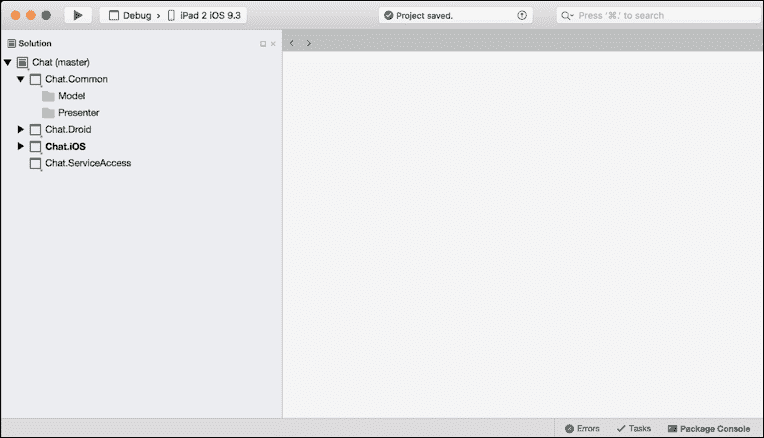 Debug > iPad 2 iOS 9.3
Project saved.
Press '⌘.' to search
Solution
Chat (master)
Chat.Common
Model
Presenter
Chat.Droid
Chat.iOS
Chat.ServiceAccess
Errors
Tasks
Package Console